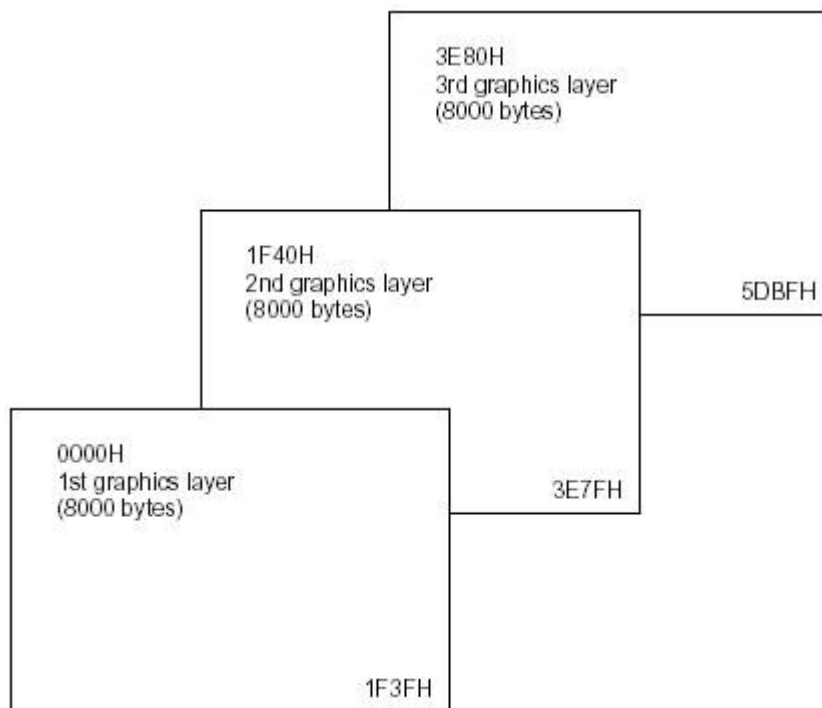 3E80H
3rd graphics layer
(8000 bytes)
1F40H
2nd graphics layer
(8000 bytes)
5DBFH
0000H
1st graphics layer
(8000 bytes)
3E7FH
1F3FH